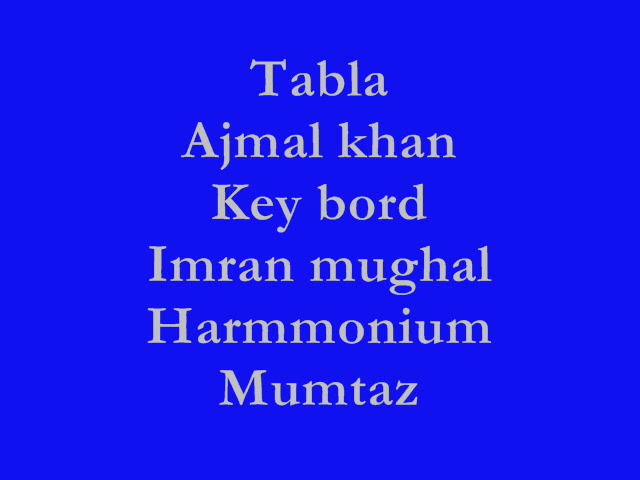 Tabla
Ajmal khan
Key bord
Imran mughal
Harmmonium
Mumtaz